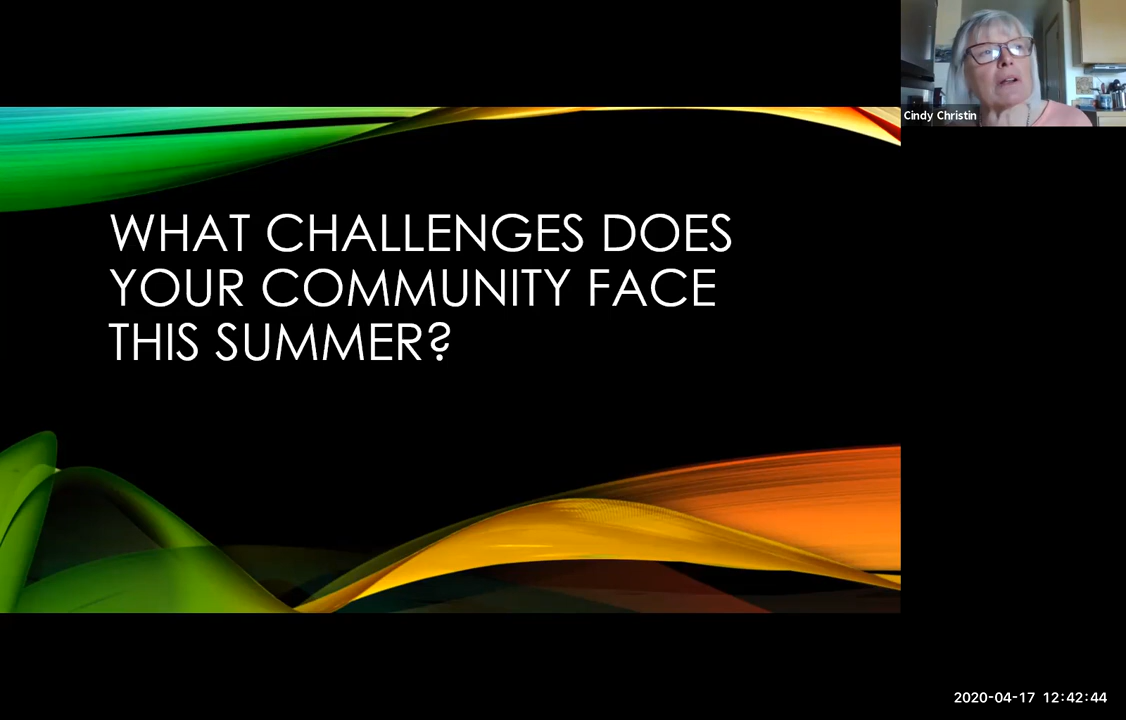 Cindy Christin
WHAT CHALLENGES DOES
YOUR COMMUNITY FACE
THIS SUMMER?
2020-04-17 12:42:44